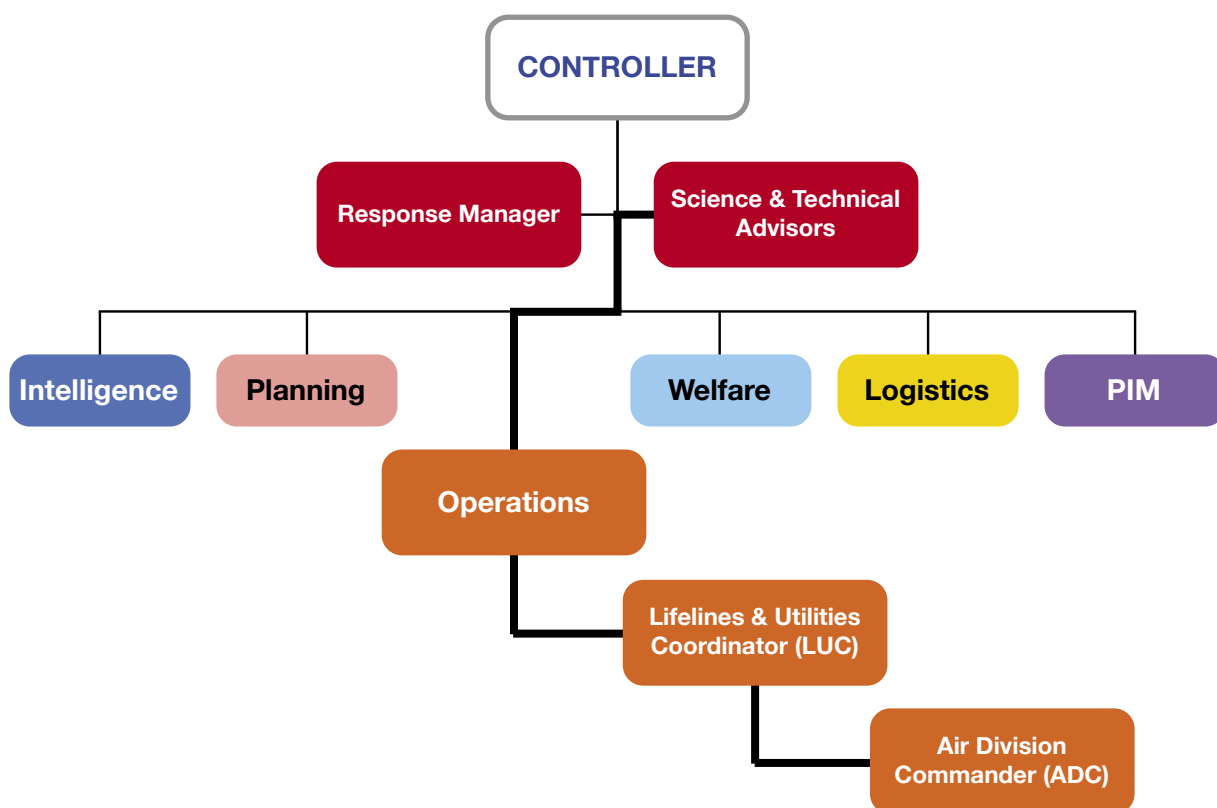 CONTROLLER
Response Manager
Science & Technical
Advisors
Intelligence
Planning
Welfare
Logistics
PIM
Operations
Lifelines & Utilities
Coordinator (LUC)
Air Division
Commander (ADC)